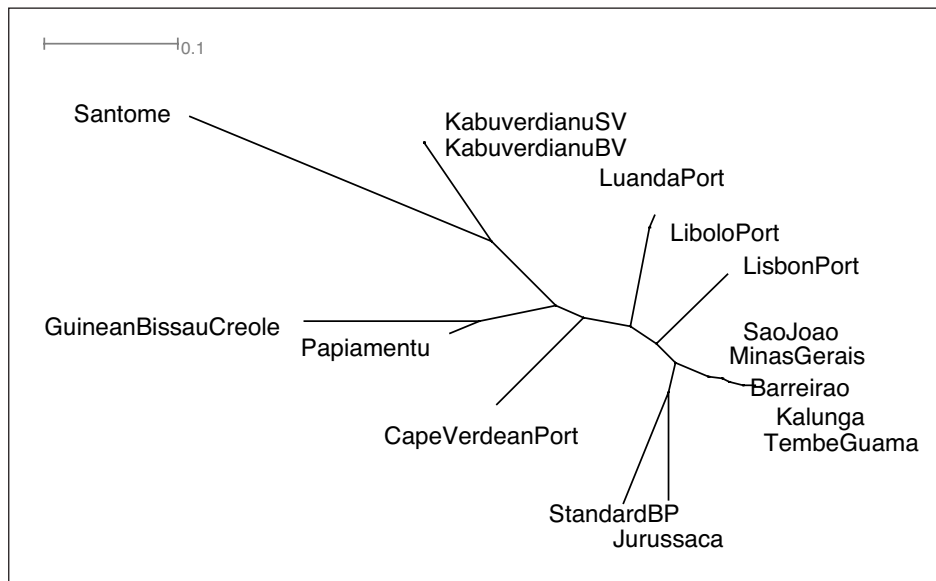 0.1
Santome
KabuverdianuSV
KabuverdianuBV
LuandaPort
LiboloPort
LisbonPort
GuineanBissauCreole
Papiamentu
SaoJoao
MinasGerais
Barreirao
Kalunga
TembeGuama
CapeVerdeanPort
StandardBP
Jurussaca